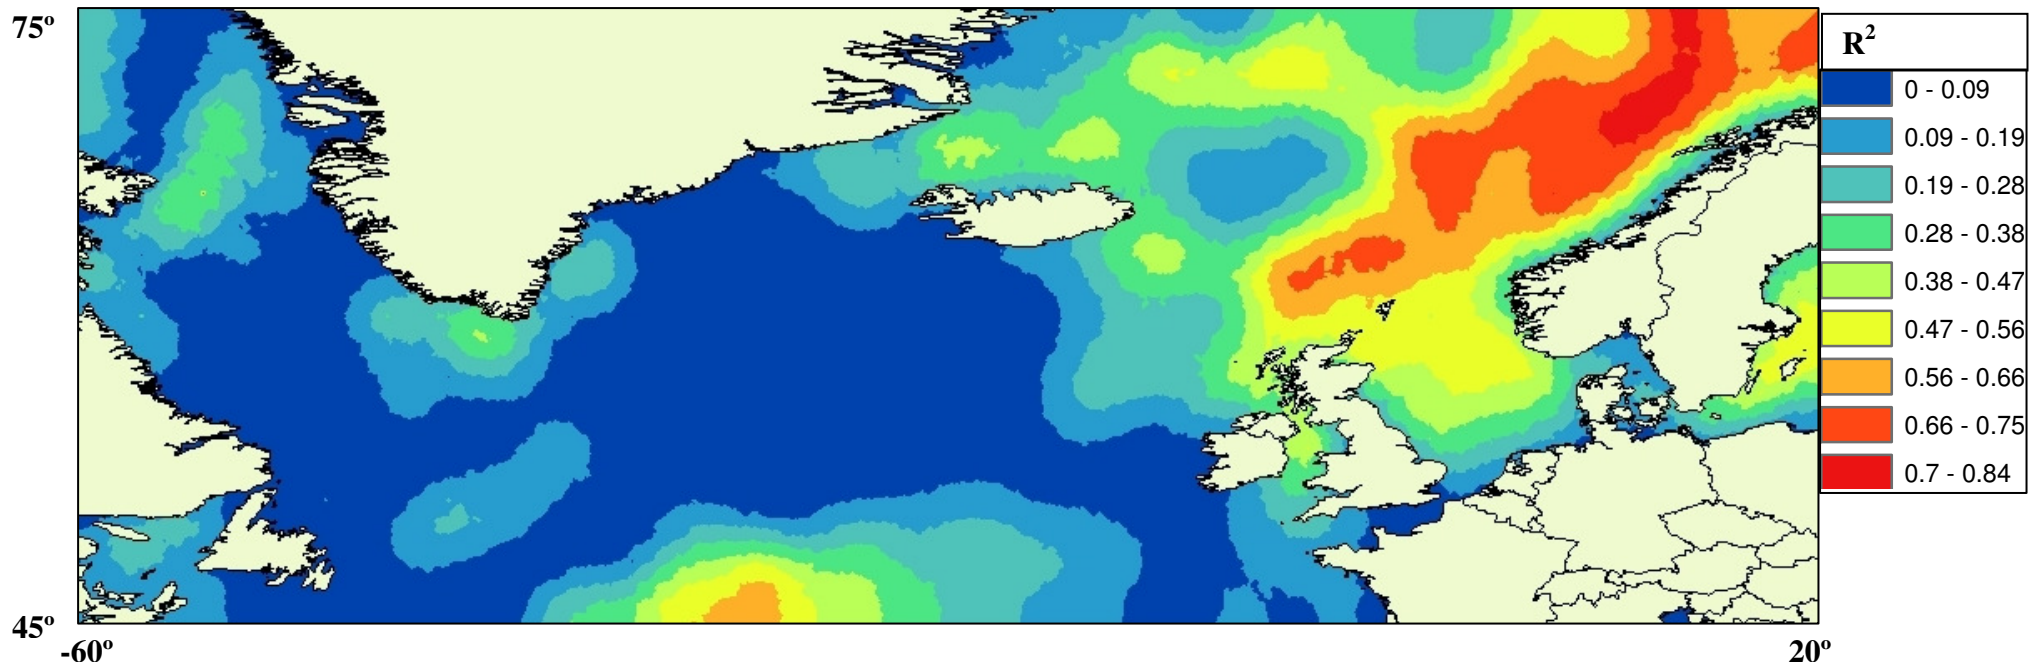 75º
R²
0 - 0.09
0.09 - 0.19
0.19 - 0.28
0.28 - 0.38
0.38 - 0.47
0.47 - 0.56
0.56 - 0.66
0.66 - 0.75
0.7 - 0.84
45º
-60º 20º